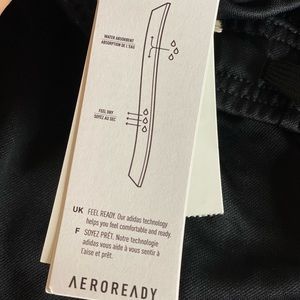 WATER ABSORBENT
ABSORPTION DE L'EAU
FEEL DRY
SOYEZ AU SEC
UK FEEL READY. Our adidas technology
helps you feel comfortable and ready.
F SOYEZ PRÊT. Notre technologie
adidas vous aide à vous sentir à
l'aise et prêt.
AEROREADY